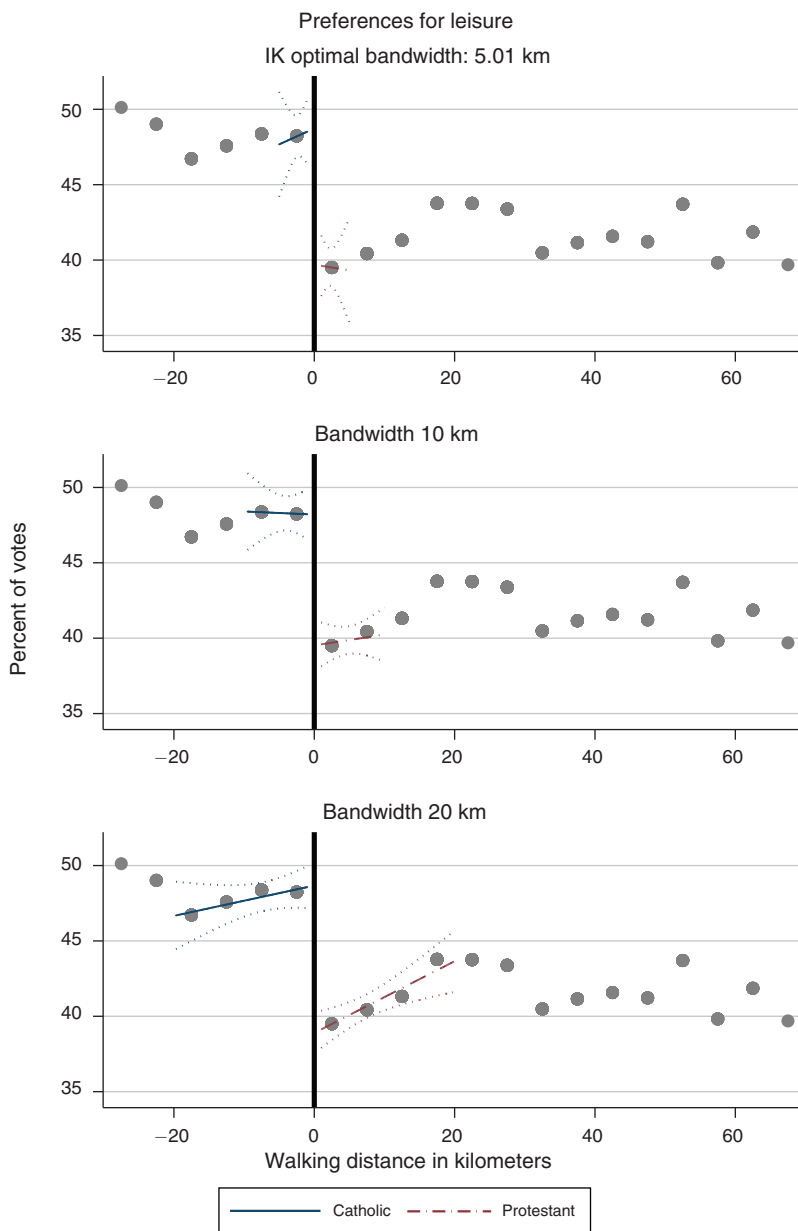 Preferences for leisure
IK optimal bandwidth: 5.01 km
50
45
40
35
−20 0 20 40 60
Bandwidth 10 km
50
45
40
35
−20 0 20 40 60
Bandwidth 20 km
50
45
40
35
−20 0 20 40 60
Percent of votes
Walking distance in kilometers
Catholic Protestant